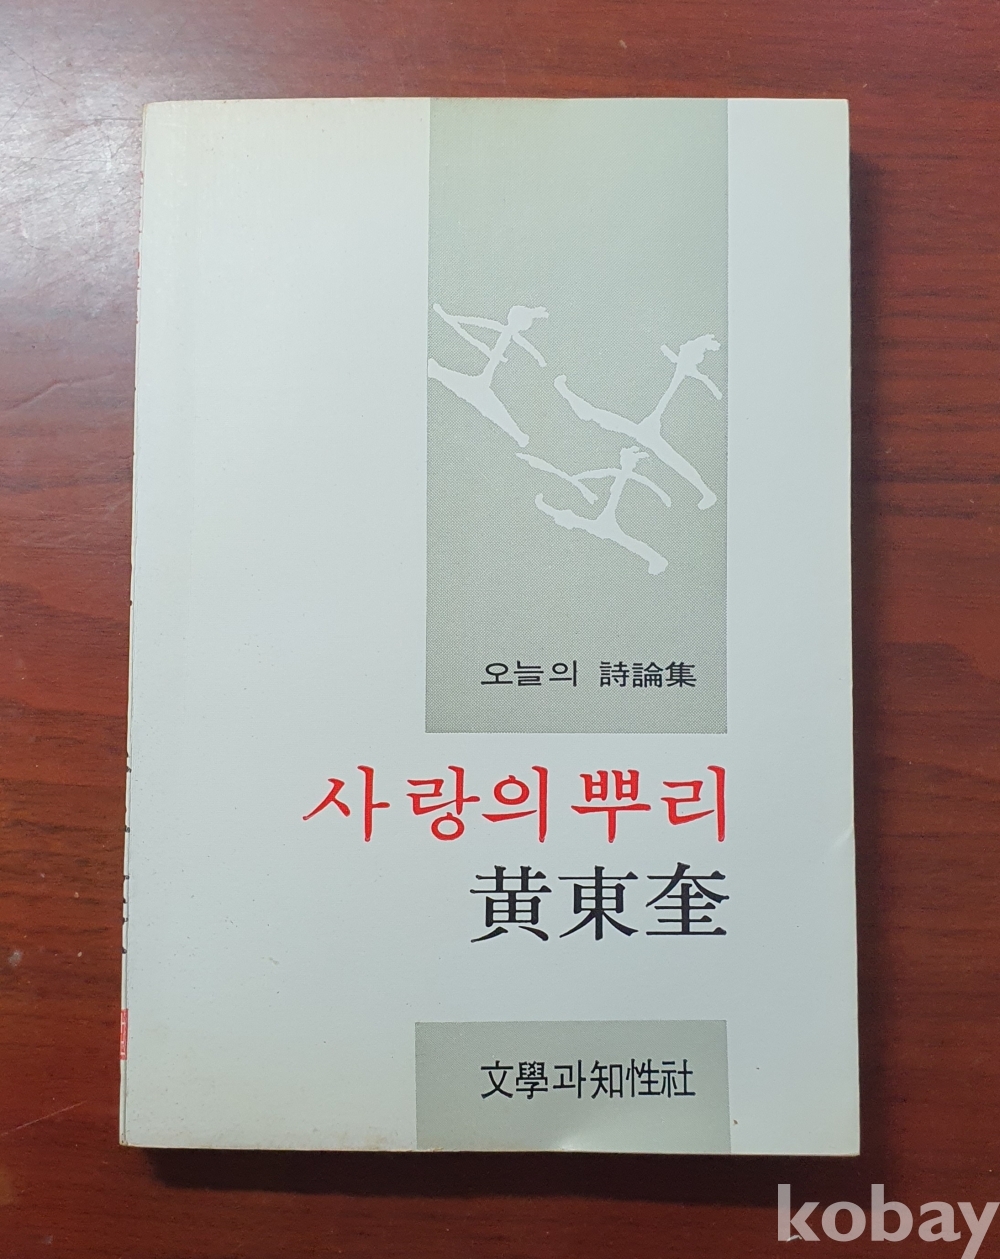 오늘의 詩論集
사랑의 뿌리
黄東奎
文學과知性社
kobay